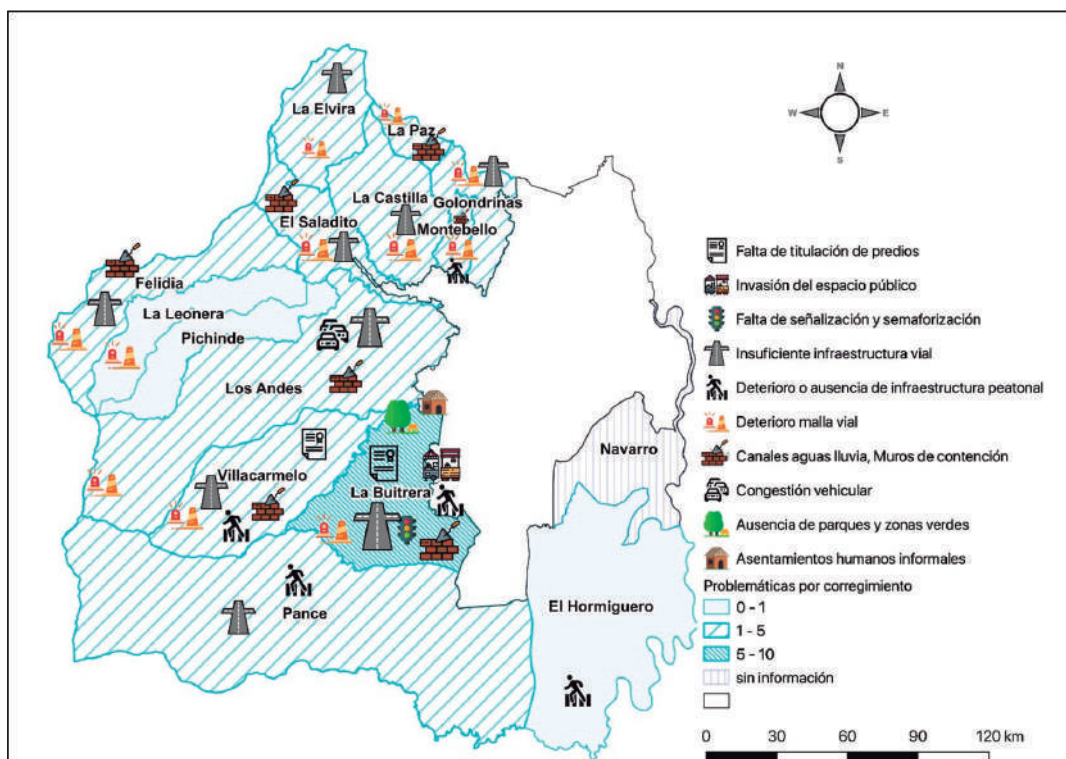 N
W
E
S
La Elvira
La Paz
La Castilla
Golondrinas
El Saladito
Montebello
Felidia
La Leonera
Pichinde
Los Andes
Villacarmelo
La Buitrera
Navarro
Pance
El Hormiguero
Falta de titulación de predios
Invasión del espacio público
Falta de señalización y semaforización
Insuficiente infraestructura vial
Deterioro o ausencia de infraestructura peatonal
Deterioro malla vial
Canales aguas lluvia, Muros de contención
Congestión vehicular
Ausencia de parques y zonas verdes
Asentamientos humanos informales
Problemáticas por corregimiento
0 - 1
1 - 5
5 - 10
sin información
0 30 60 90 120 km